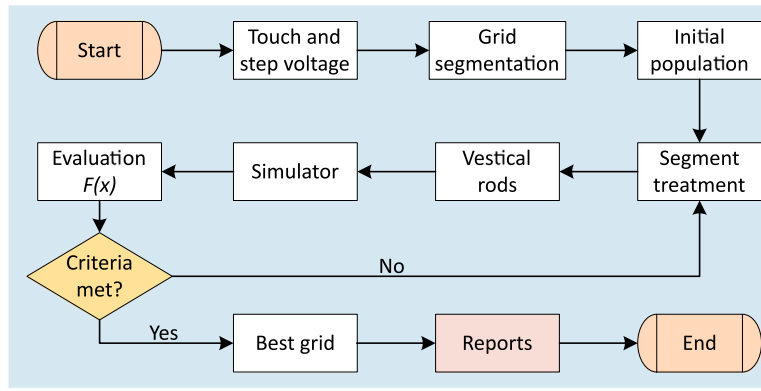 Start
Touch and
step voltage
Grid
segmentation
Initial
population
Evaluation
F(x)
Simulator
Vestical
rods
Segment
treatment
Criteria
met?
No
Yes
Best grid
Reports
End